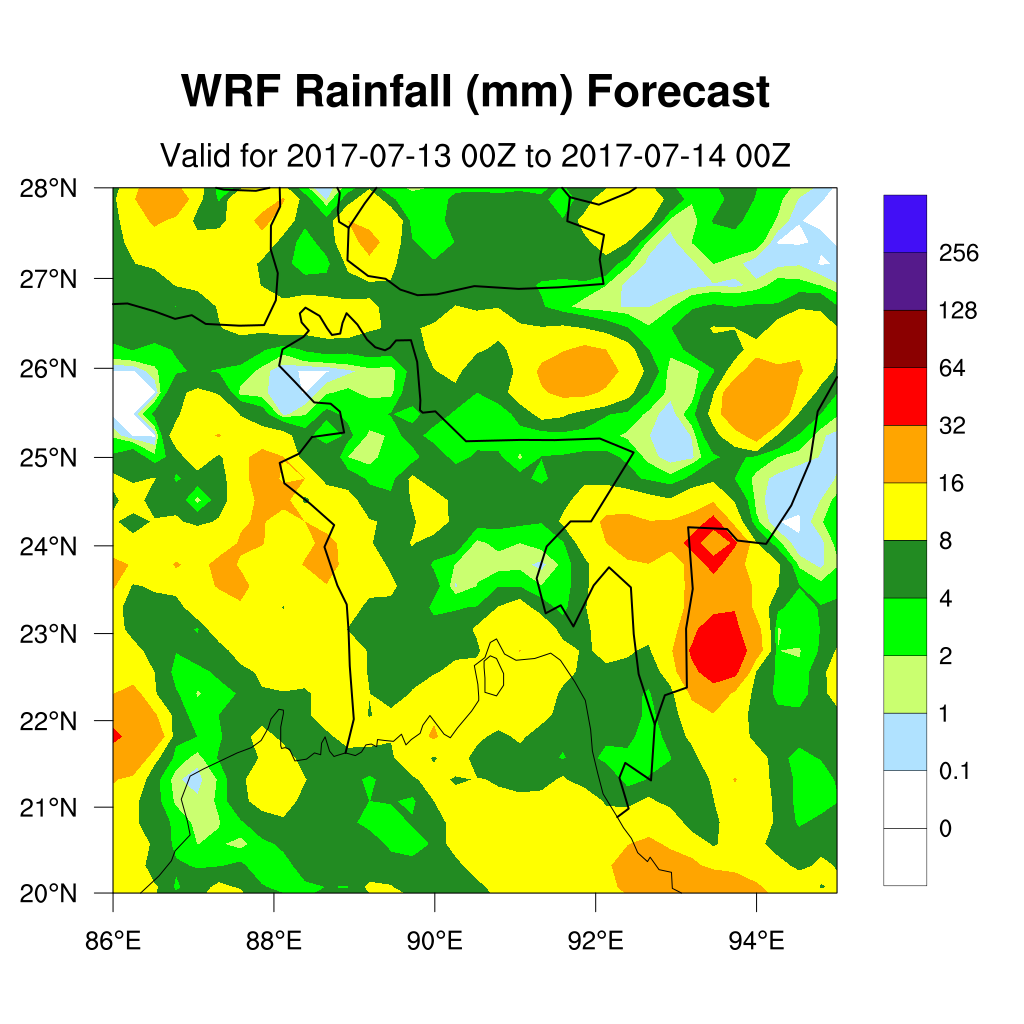 WRF Rainfall (mm) Forecast
Valid for 2017-07-13 00Z to 2017-07-14 00Z
28°N
27°N
26°N
25°N
24°N
23°N
22°N
21°N
20°N
86°E 88°E 90°E 92°E 94°E
256
128
64
32
16
8
4
2
1
0.1
0